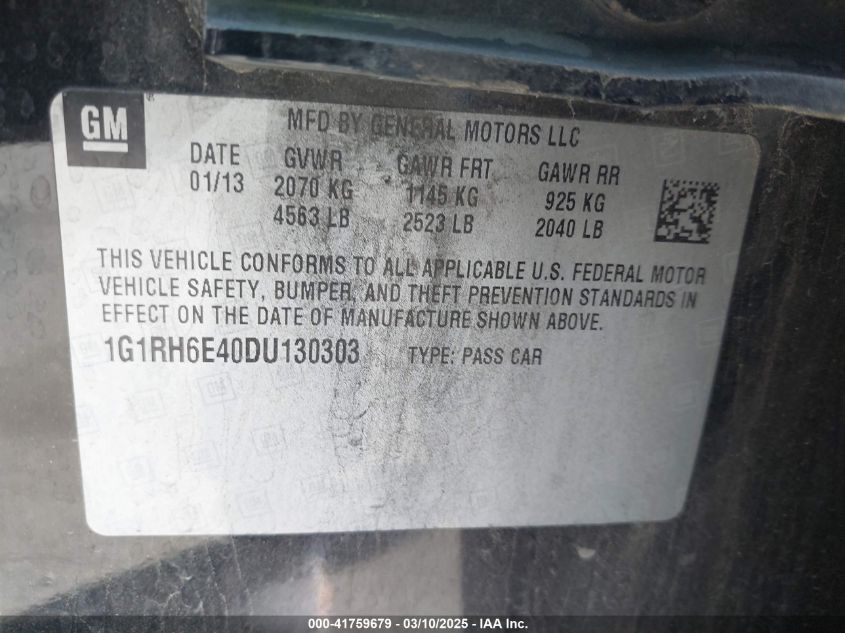 GM
MFD BY GENERAL MOTORS LLC
DATE GVWR GAWR FRT GAWR RR
01/13 2070 KG 1145 KG 925 KG
4563 LB 2523 LB 2040 LB
THIS VEHICLE CONFORMS TO ALL APPLICABLE U.S. FEDERAL MOTOR
VEHICLE SAFETY, BUMPER, AND THEFT PREVENTION STANDARDS IN
EFFECT ON THE DATE OF MANUFACTURE SHOWN ABOVE.
1G1RH6E40DU130303 TYPE: PASS CAR
000-41759679 - 03/10/2025 - IAA Inc.